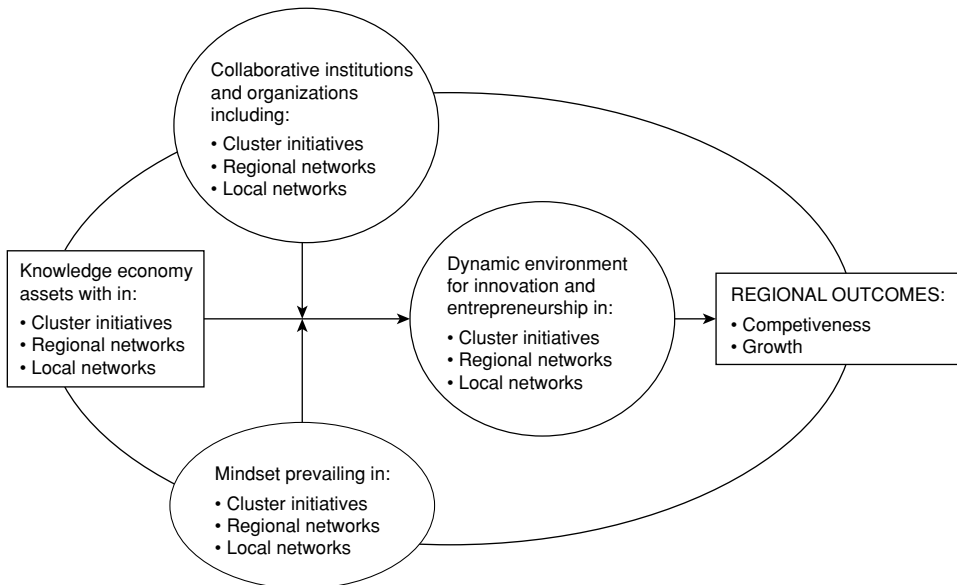 Collaborative institutions
and organizations
including:
• Cluster initiatives
• Regional networks
• Local networks
Knowledge economy
assets with in:
• Cluster initiatives
• Regional networks
• Local networks
Dynamic environment
for innovation and
entrepreneurship in:
• Cluster initiatives
• Regional networks
• Local networks
REGIONAL OUTCOMES:
• Competiveness
• Growth
Mindset prevailing in:
• Cluster initiatives
• Regional networks
• Local networks